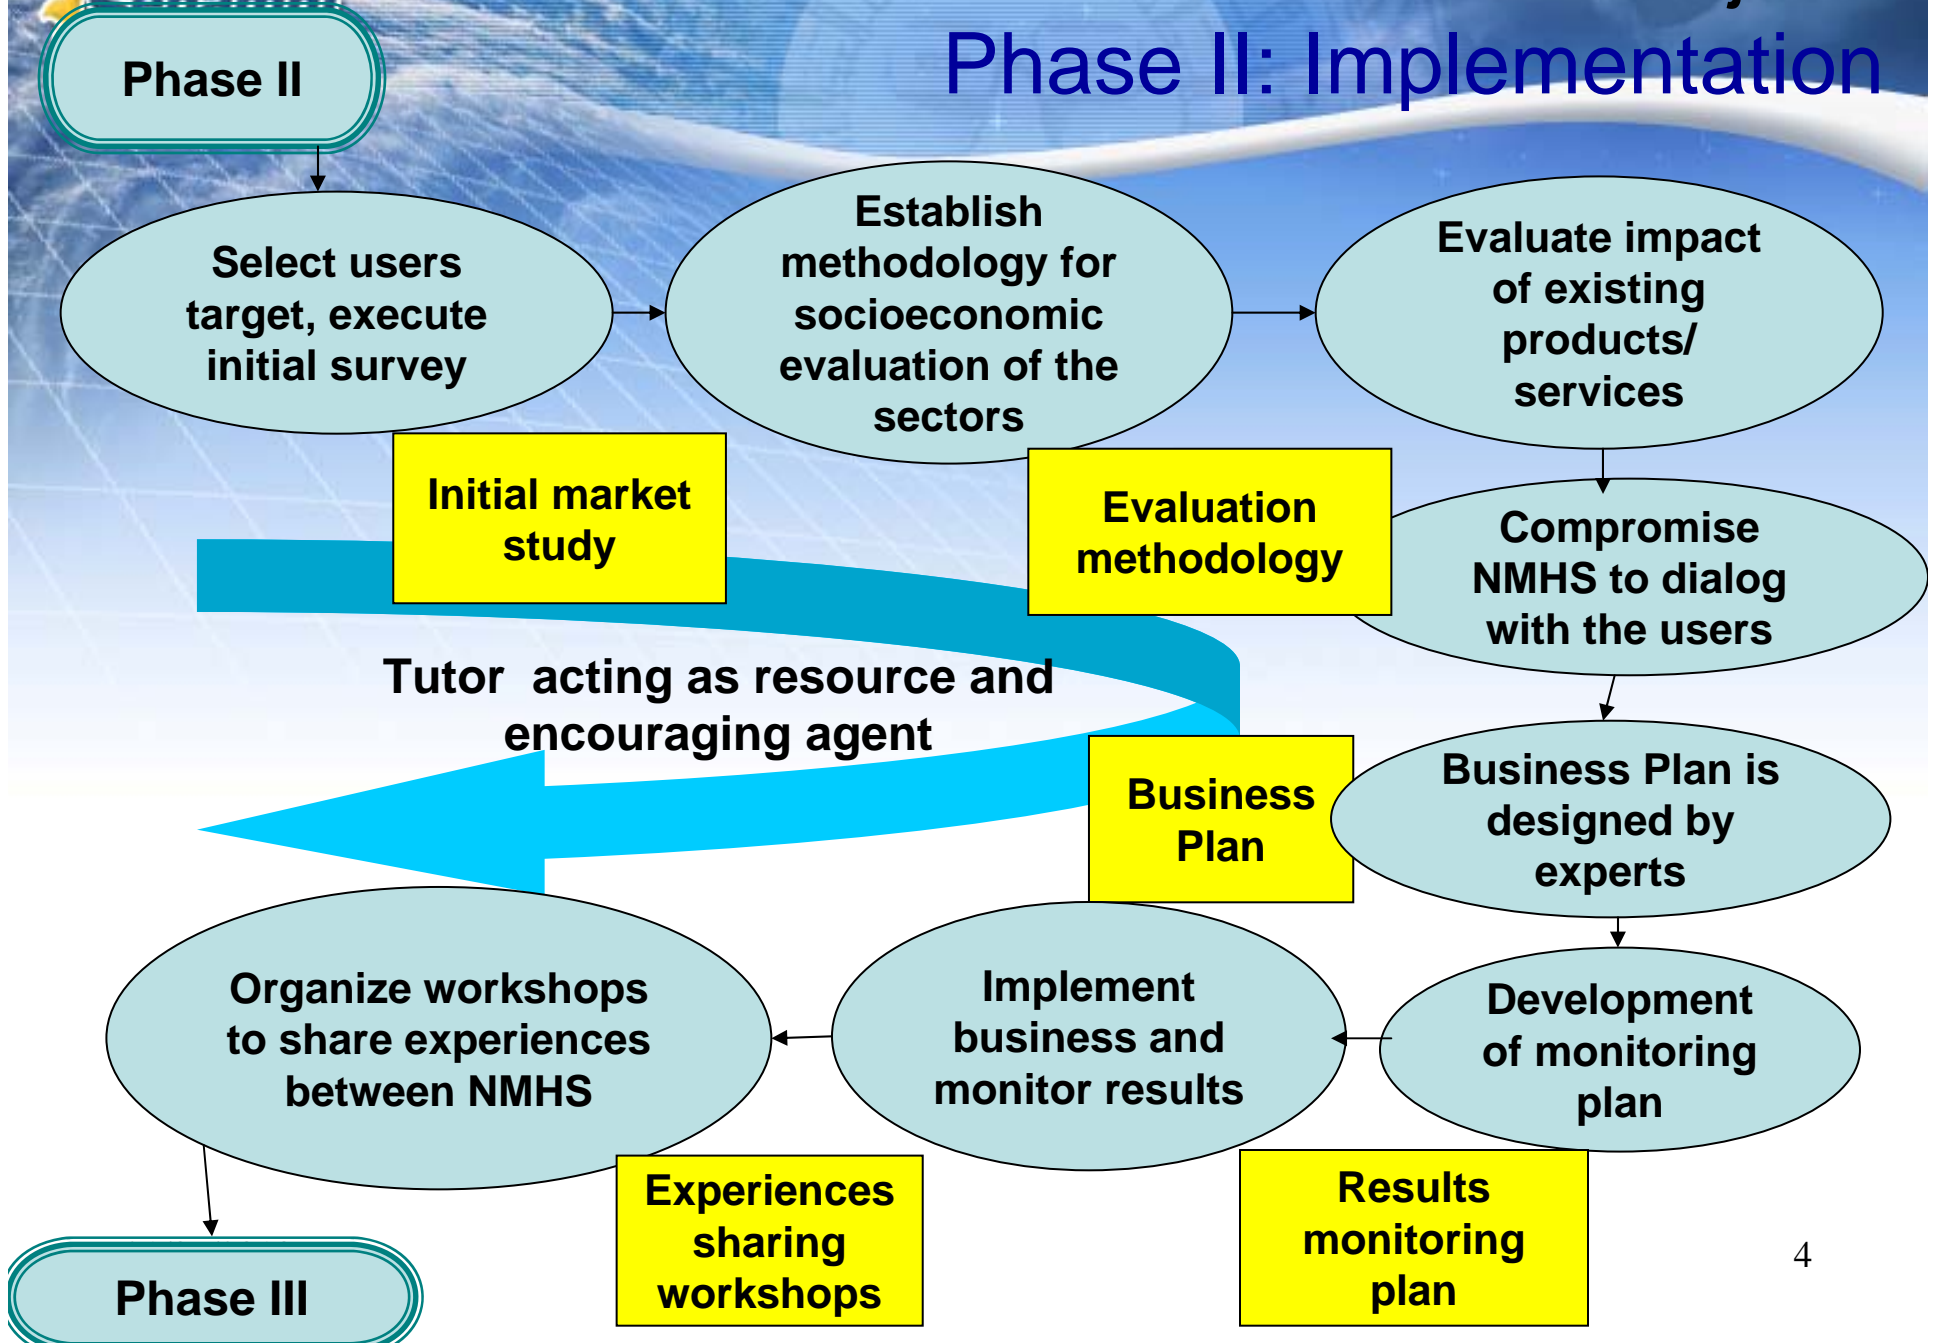 Phase II: Implementation
Phase II
Select users
target, execute
initial survey
Establish
methodology for
socioeconomic
evaluation of the
sectors
Evaluate impact
of existing
products/
services
Initial market
study
Evaluation
methodology
Compromise
NMHS to dialog
with the users
Tutor acting as resource and
encouraging agent
Business
Plan
Business Plan is
designed by
experts
Organize workshops
to share experiences
between NMHS
Implement
business and
monitor results
Development
of monitoring
plan
Experiences
sharing
workshops
Results
monitoring
plan
4
Phase III